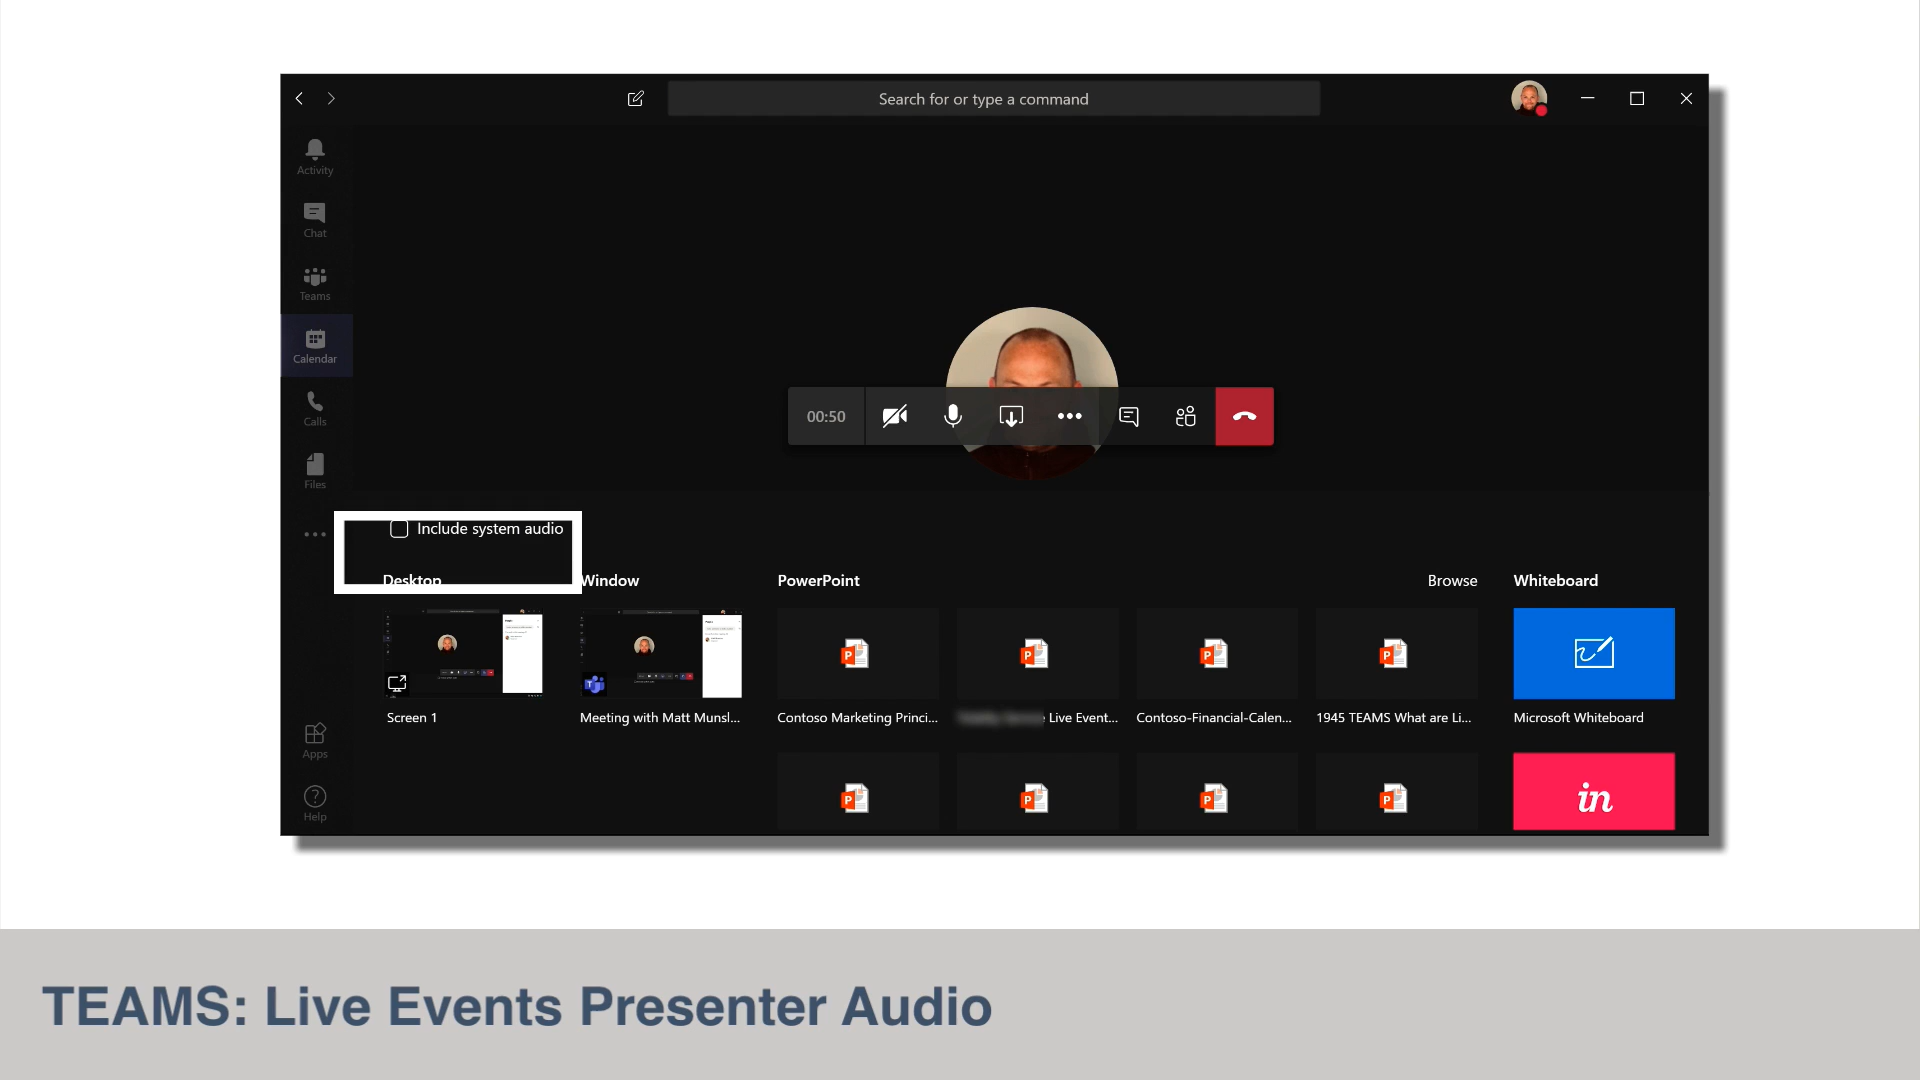 Search for or type a command
Activity
Chat
Teams
Calendar
Calls
Files
Apps
Help
00:50
Include system audio
Desktop
Window
PowerPoint
Browse
Whiteboard
Screen 1
Meeting with Matt Munsl...
Contoso Marketing Princi...
Live Event...
Contoso-Financial-Calen...
1945 TEAMS What are Li...
Microsoft Whiteboard
in
TEAMS: Live Events Presenter Audio